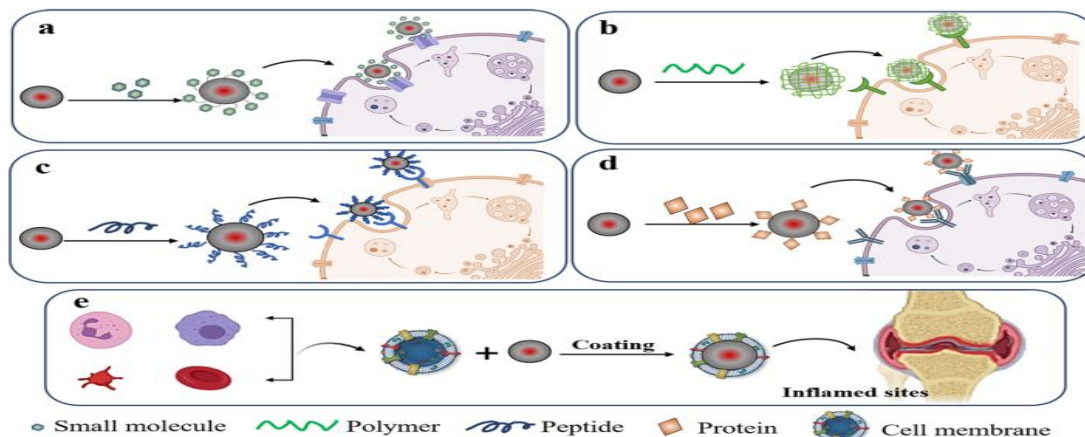 a
b
c
d
e
Coating
Inflamed sites
Small molecule Polymer Peptide Protein Cell membrane